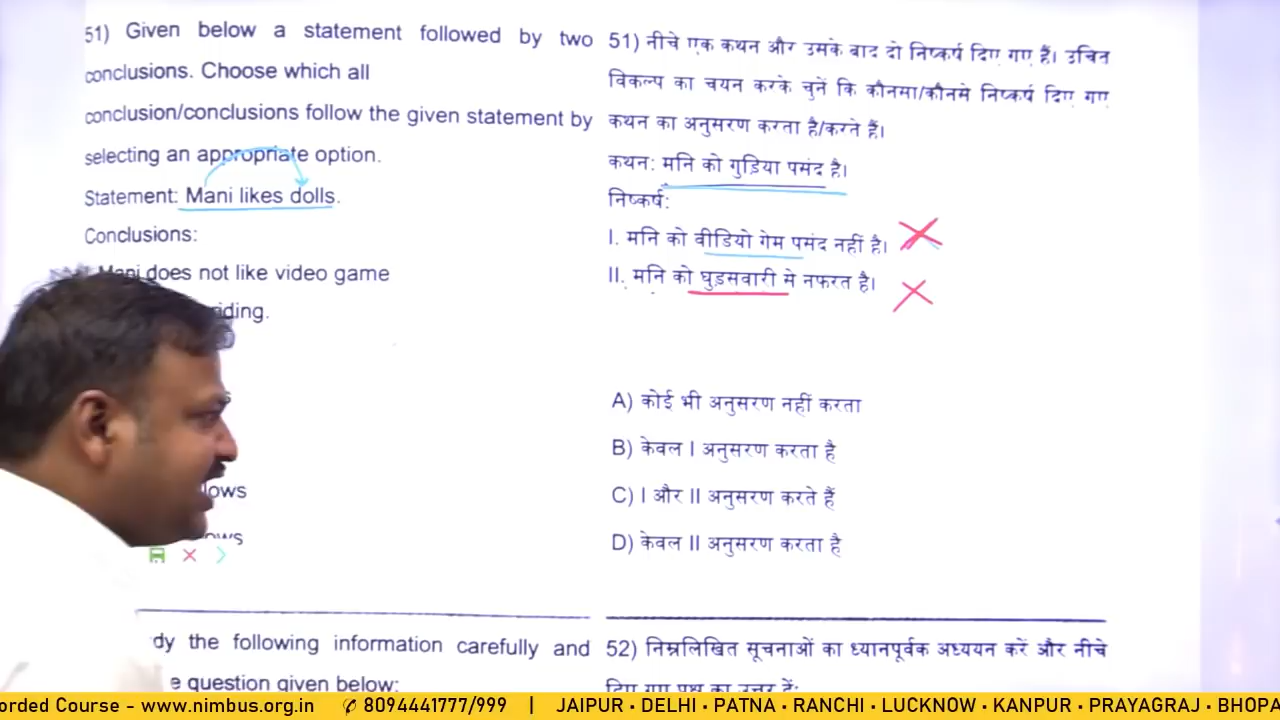 51) Given below a statement followed by two
conclusions. Choose which all
conclusion/conclusions follow the given statement by
selecting an appropriate option.
Statement: Mani likes dolls.
Conclusions:
Mani does not like video game
riding.
lows
ows
dy the following information carefully and
e question given below:
51) नीचे एक कथन और उसके बाद दो निष्कर्ष दिए गए हैं। उचित
विकल्प का चयन करके चुनें कि कौनसा/कौनसे निष्कर्ष दिए गए
कथन का अनुसरण करता है/करते हैं।
कथन: मनि को गुड़िया पसंद है।
निष्कर्ष:
I. मनि को वीडियो गेम पसंद नहीं है।
II. मनि को घुड़सवारी से नफरत है।
A) कोई भी अनुसरण नहीं करता
B) केवल I अनुसरण करता है
C) I और II अनुसरण करते हैं
D) केवल II अनुसरण करता है
52) निम्नलिखित सूचनाओं का ध्यानपूर्वक अध्ययन करें और नीचे
दिए गए प्रश्न का उत्तर दें:
orded Course - www.nimbus.org.in ✆ 8094441777/999 | JAIPUR • DELHI • PATNA • RANCHI • LUCKNOW • KANPUR • PRAYAGRAJ • BHOPA